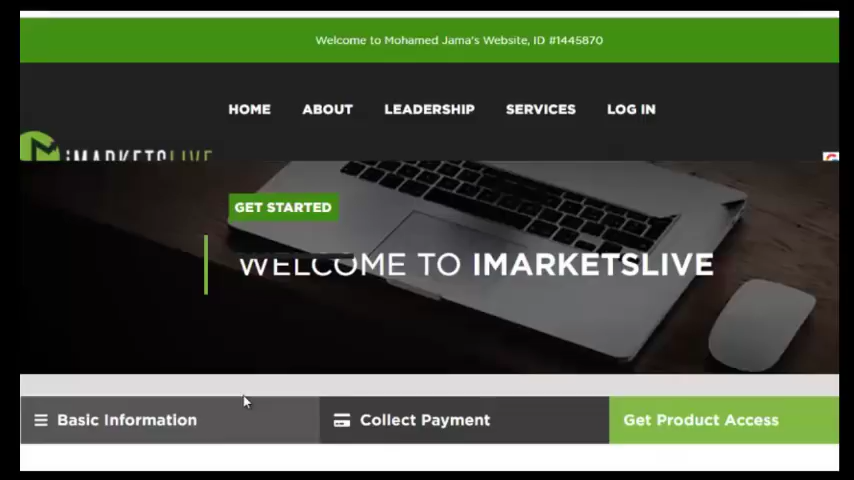 Welcome to Mohamed Jama's Website, ID #1445870
HOME ABOUT LEADERSHIP SERVICES LOG IN
iMARKETSLIVE
GET STARTED
WELCOME TO IMARKETSLIVE
Basic Information Collect Payment Get Product Access